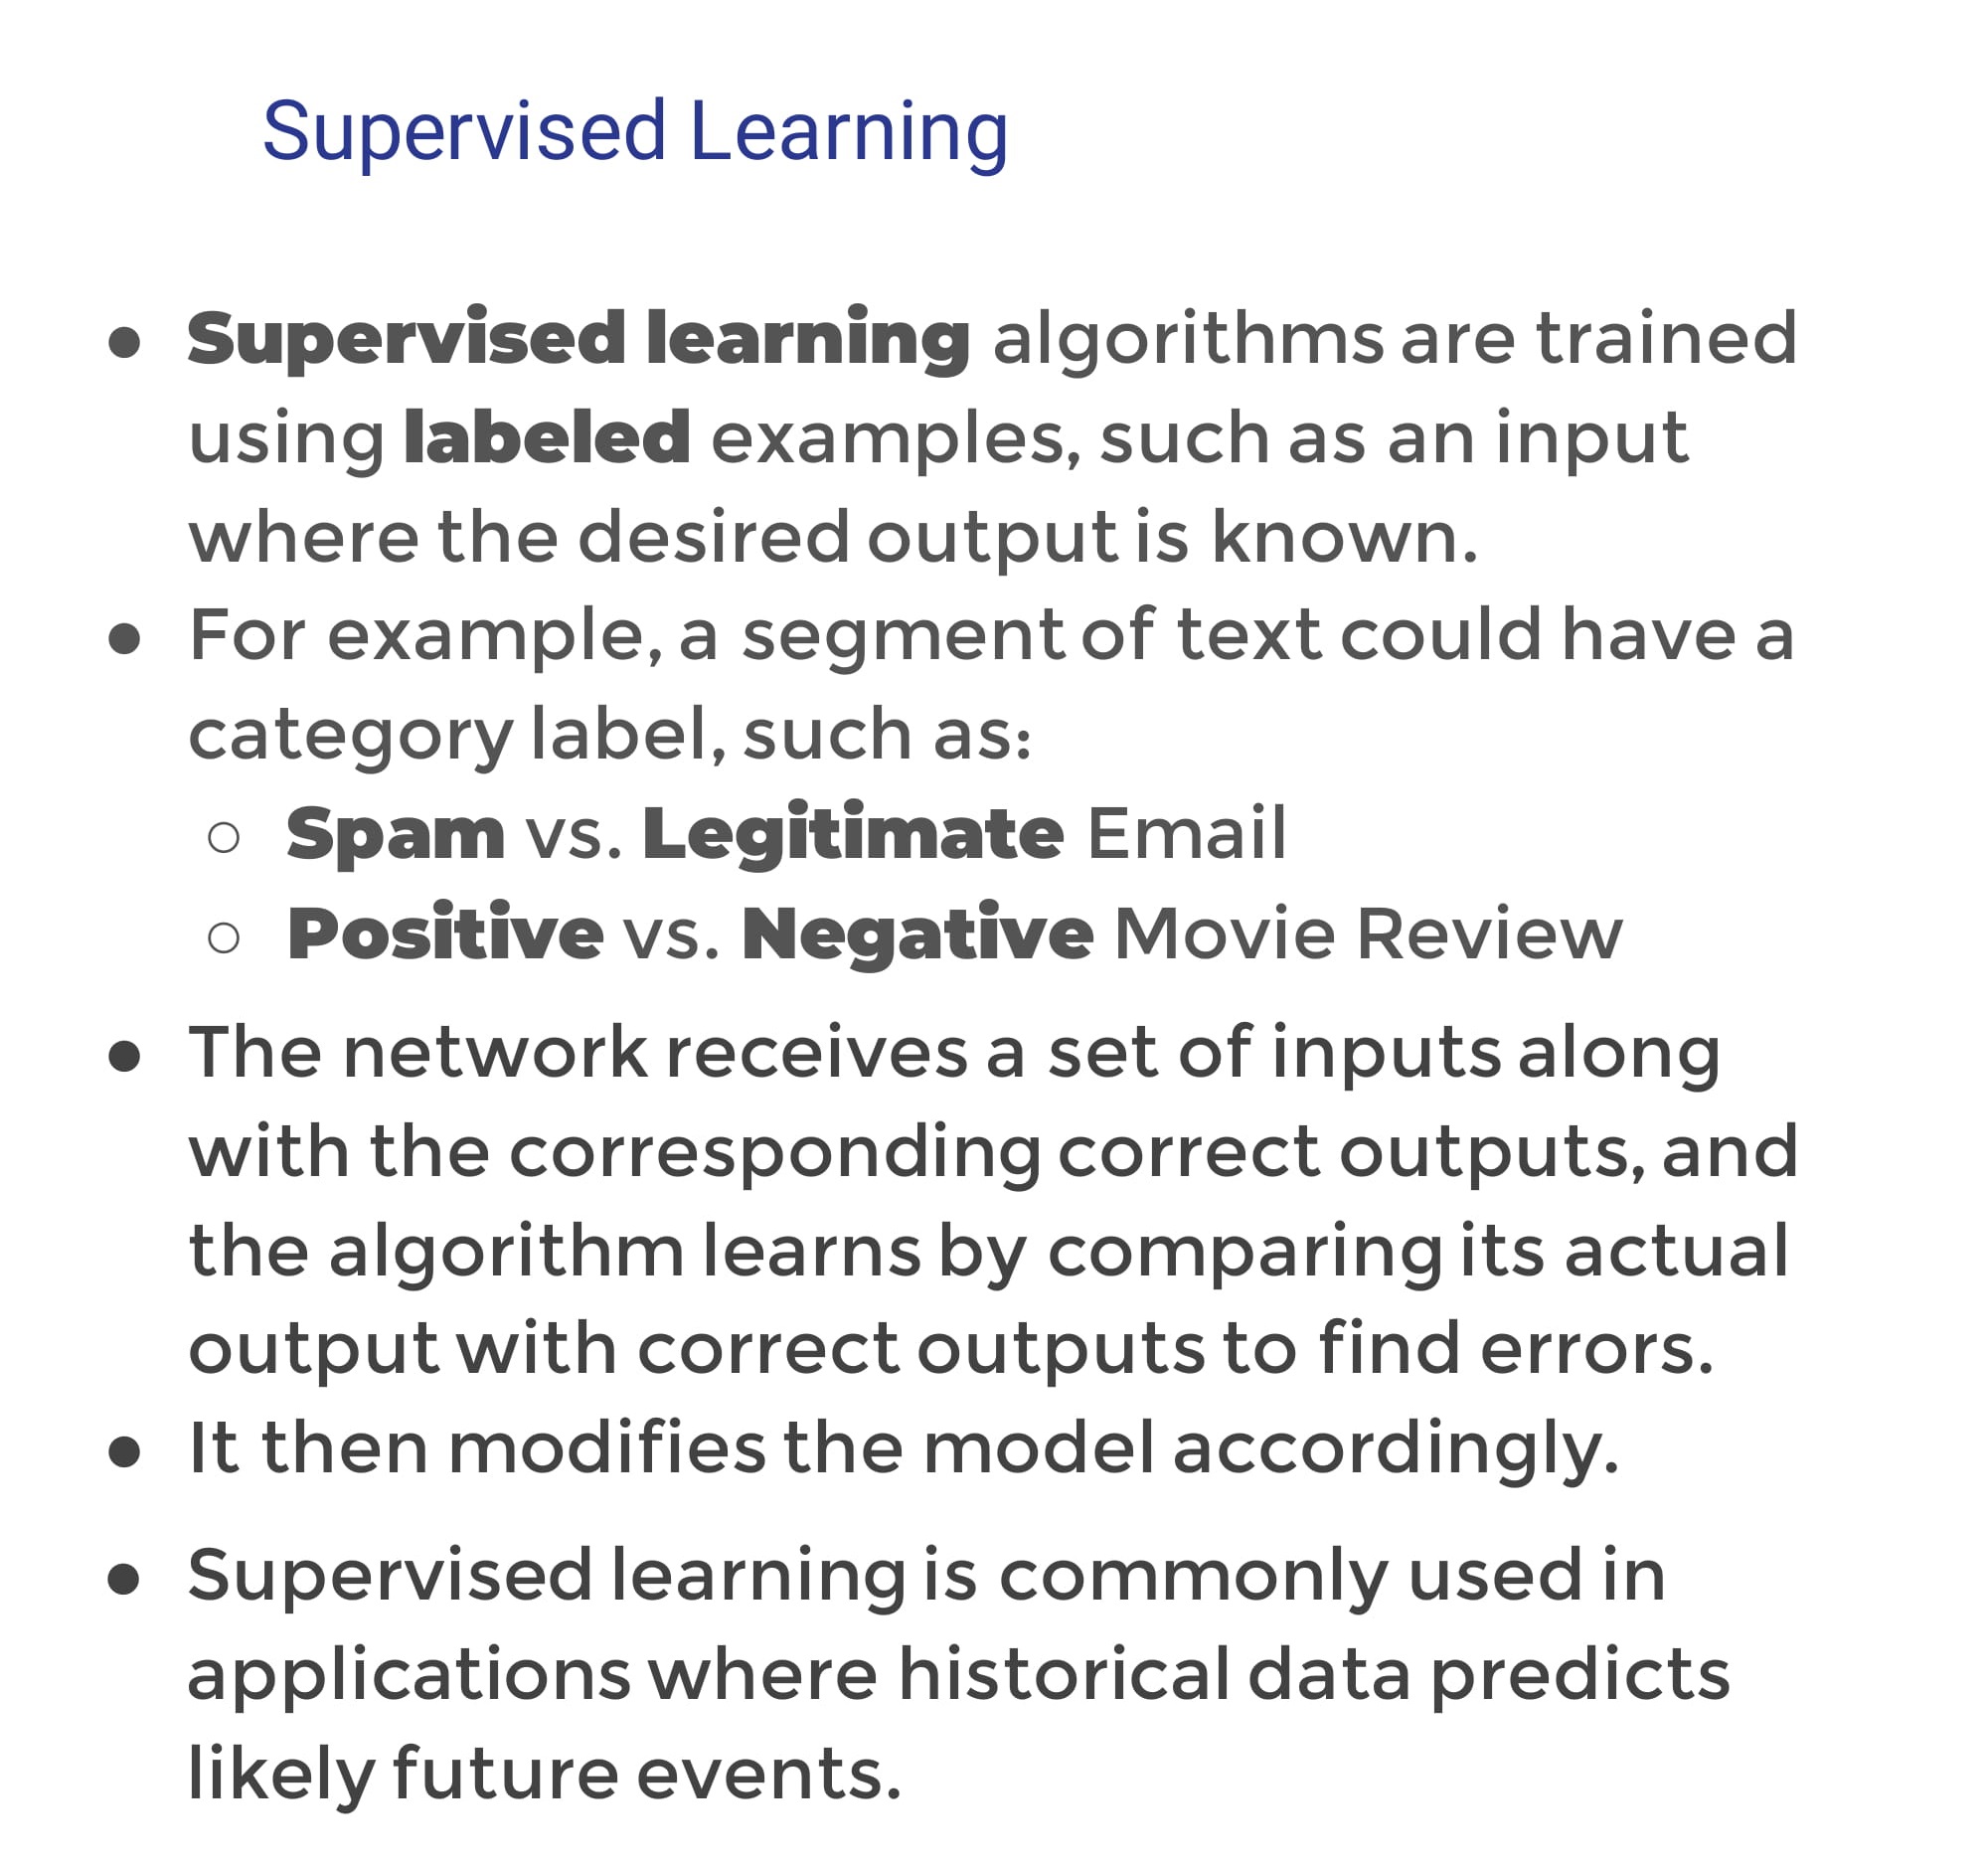 Supervised Learning
● Supervised learning algorithms are trained
using labeled examples, such as an input
where the desired output is known.
● For example, a segment of text could have a
category label, such as:
○ Spam vs. Legitimate Email
○ Positive vs. Negative Movie Review
● The network receives a set of inputs along
with the corresponding correct outputs, and
the algorithm learns by comparing its actual
output with correct outputs to find errors.
● It then modifies the model accordingly.
● Supervised learning is commonly used in
applications where historical data predicts
likely future events.